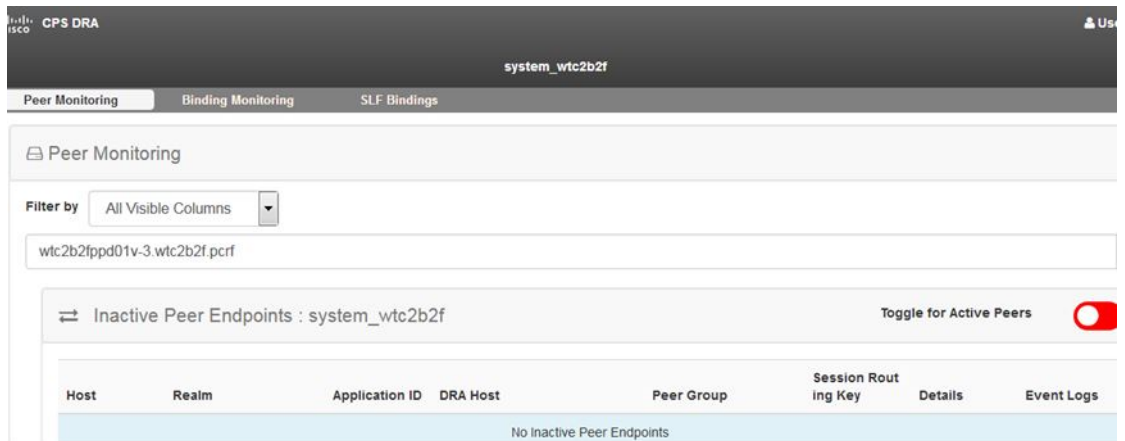 CPS DRA
system_wtc2b2f
Peer Monitoring Binding Monitoring SLF Bindings
Peer Monitoring
Filter by All Visible Columns
wtc2b2fppd01v-3.wtc2b2f.pcrf
Inactive Peer Endpoints : system_wtc2b2f Toggle for Active Peers
Host Realm Application ID DRA Host Peer Group Session Rout
ing Key Details Event Logs
No Inactive Peer Endpoints